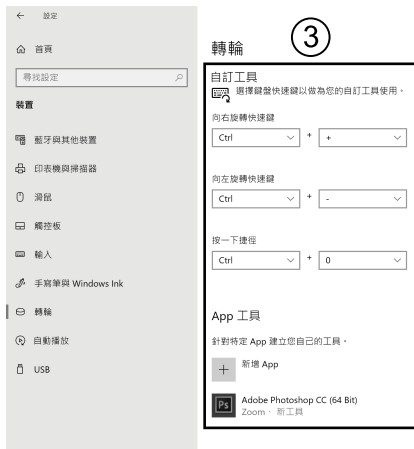 ← 設定
首頁
尋找設定
裝置
藍牙與其他裝置
印表機與掃描器
滑鼠
觸控板
輸入
手寫筆與 Windows Ink
轉輪
自動播放
USB
轉輪
3
自訂工具
選擇鍵盤快速鍵以做為您的自訂工具使用。
向右旋轉快速鍵
Ctrl + +
向左旋轉快速鍵
Ctrl + -
按一下捷徑
Ctrl + 0
App 工具
針對特定 App 建立您自己的工具。
+ 新增 App
Ps Adobe Photoshop CC (64 Bit)
Zoom · 新工具